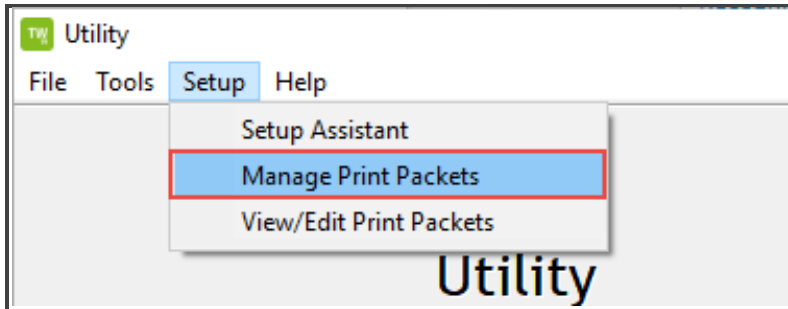 TW Utility
File Tools Setup Help
Setup Assistant
Manage Print Packets
View/Edit Print Packets
Utility